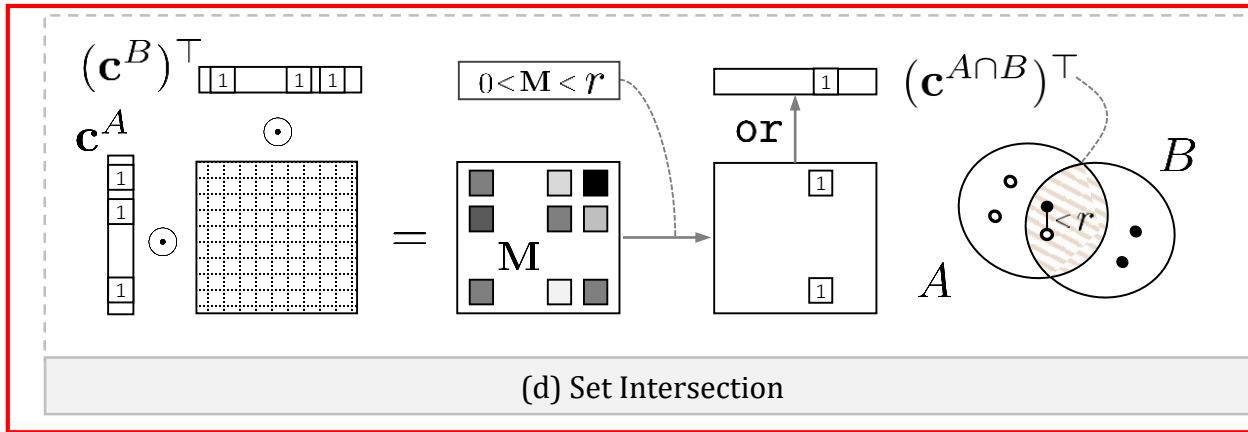 (c^B)^⊤
1 1 1
0 < M < r
1
(c^{A∩B})^⊤
c^A
⊙
or
B
1
1
1
⊙
=
M
1
1
< r
A
(d) Set Intersection